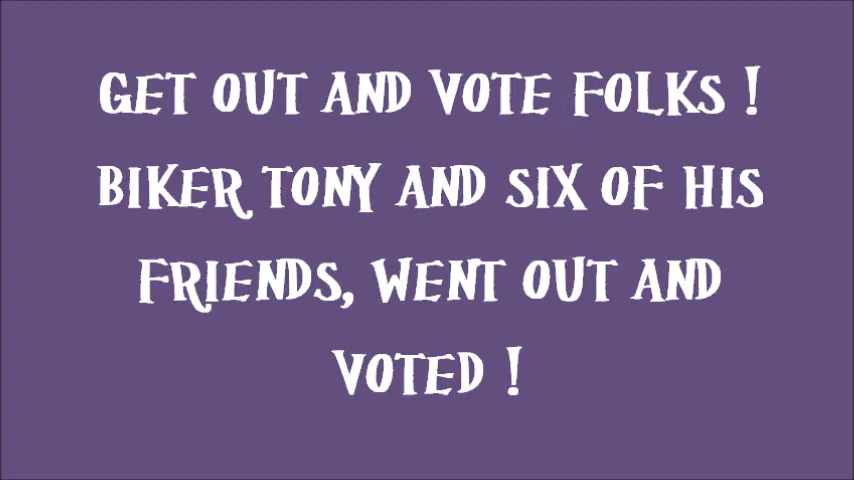 GET OUT AND VOTE FOLKS !
BIKER TONY AND SIX OF HIS
FRIENDS, WENT OUT AND
VOTED !